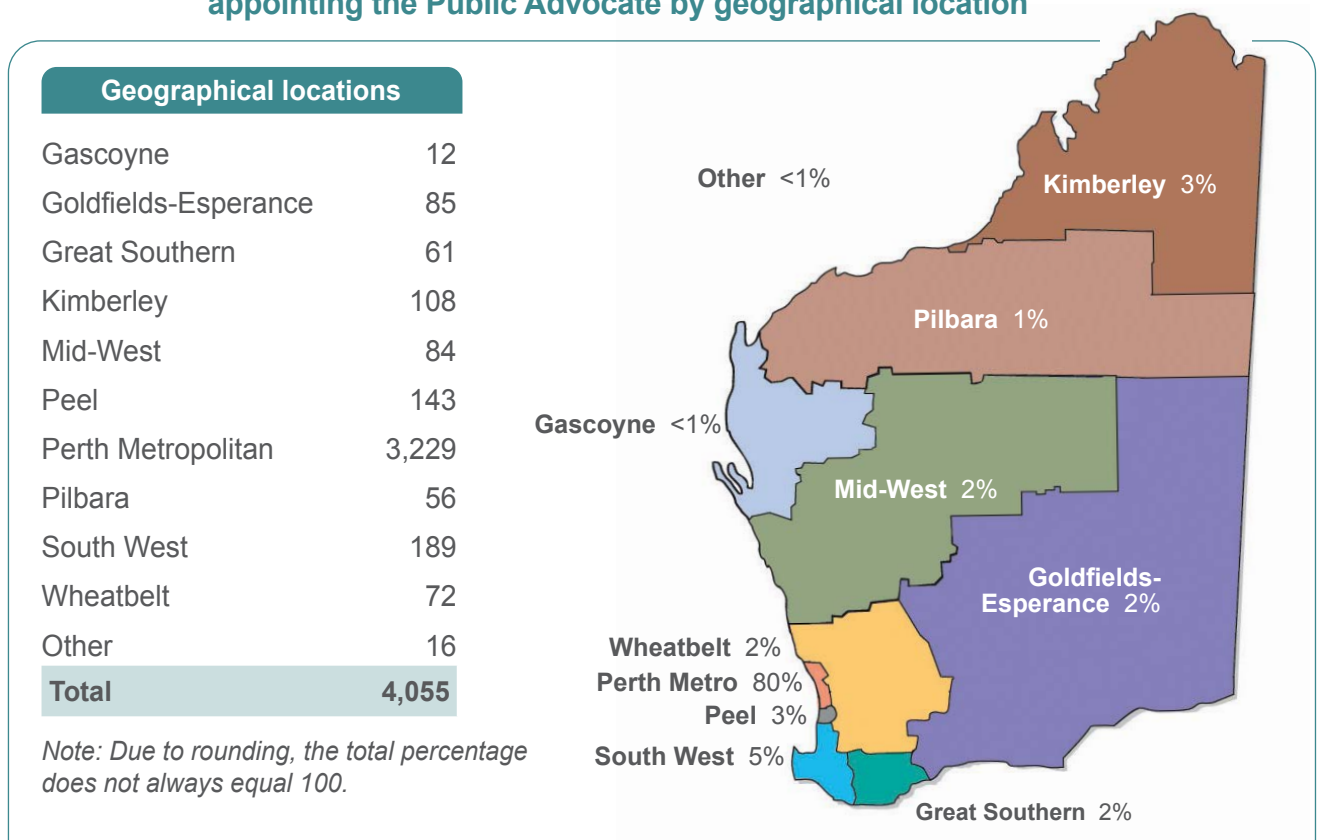 appointing the Public Advocate by geographical location
Geographical locations
Gascoyne 12
Goldfields-Esperance 85
Great Southern 61
Kimberley 108
Mid-West 84
Peel 143
Perth Metropolitan 3,229
Pilbara 56
South West 189
Wheatbelt 72
Other 16
Total 4,055
Note: Due to rounding, the total percentage
does not always equal 100.
Other <1%
Kimberley 3%
Pilbara 1%
Gascoyne <1%
Mid-West 2%
Goldfields-
Esperance 2%
Wheatbelt 2%
Perth Metro 80%
Peel 3%
South West 5%
Great Southern 2%